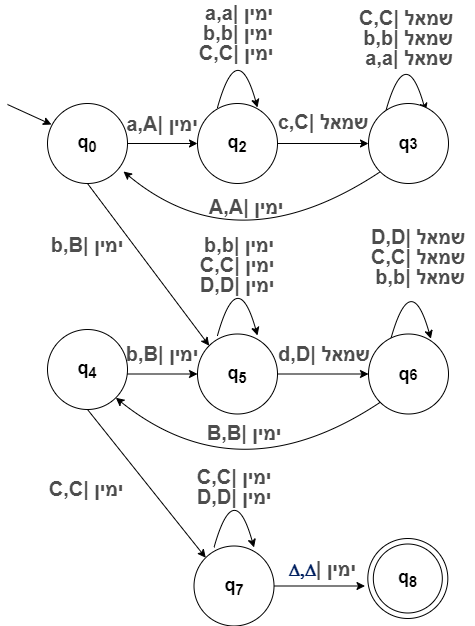 a,a| ימין
b,b| ימין
C,C| ימין
C,C| שמאל
b,b| שמאל
a,a| שמאל
q0
a,A| ימין
q2
c,C| שמאל
q3
A,A| ימין
b,B| ימין
b,b| ימין
C,C| ימין
D,D| ימין
D,D| שמאל
C,C| שמאל
b,b| שמאל
q4
b,B| ימין
q5
d,D| שמאל
q6
B,B| ימין
C,C| ימין
C,C| ימין
D,D| ימין
q7
Δ,Δ| ימין
q8